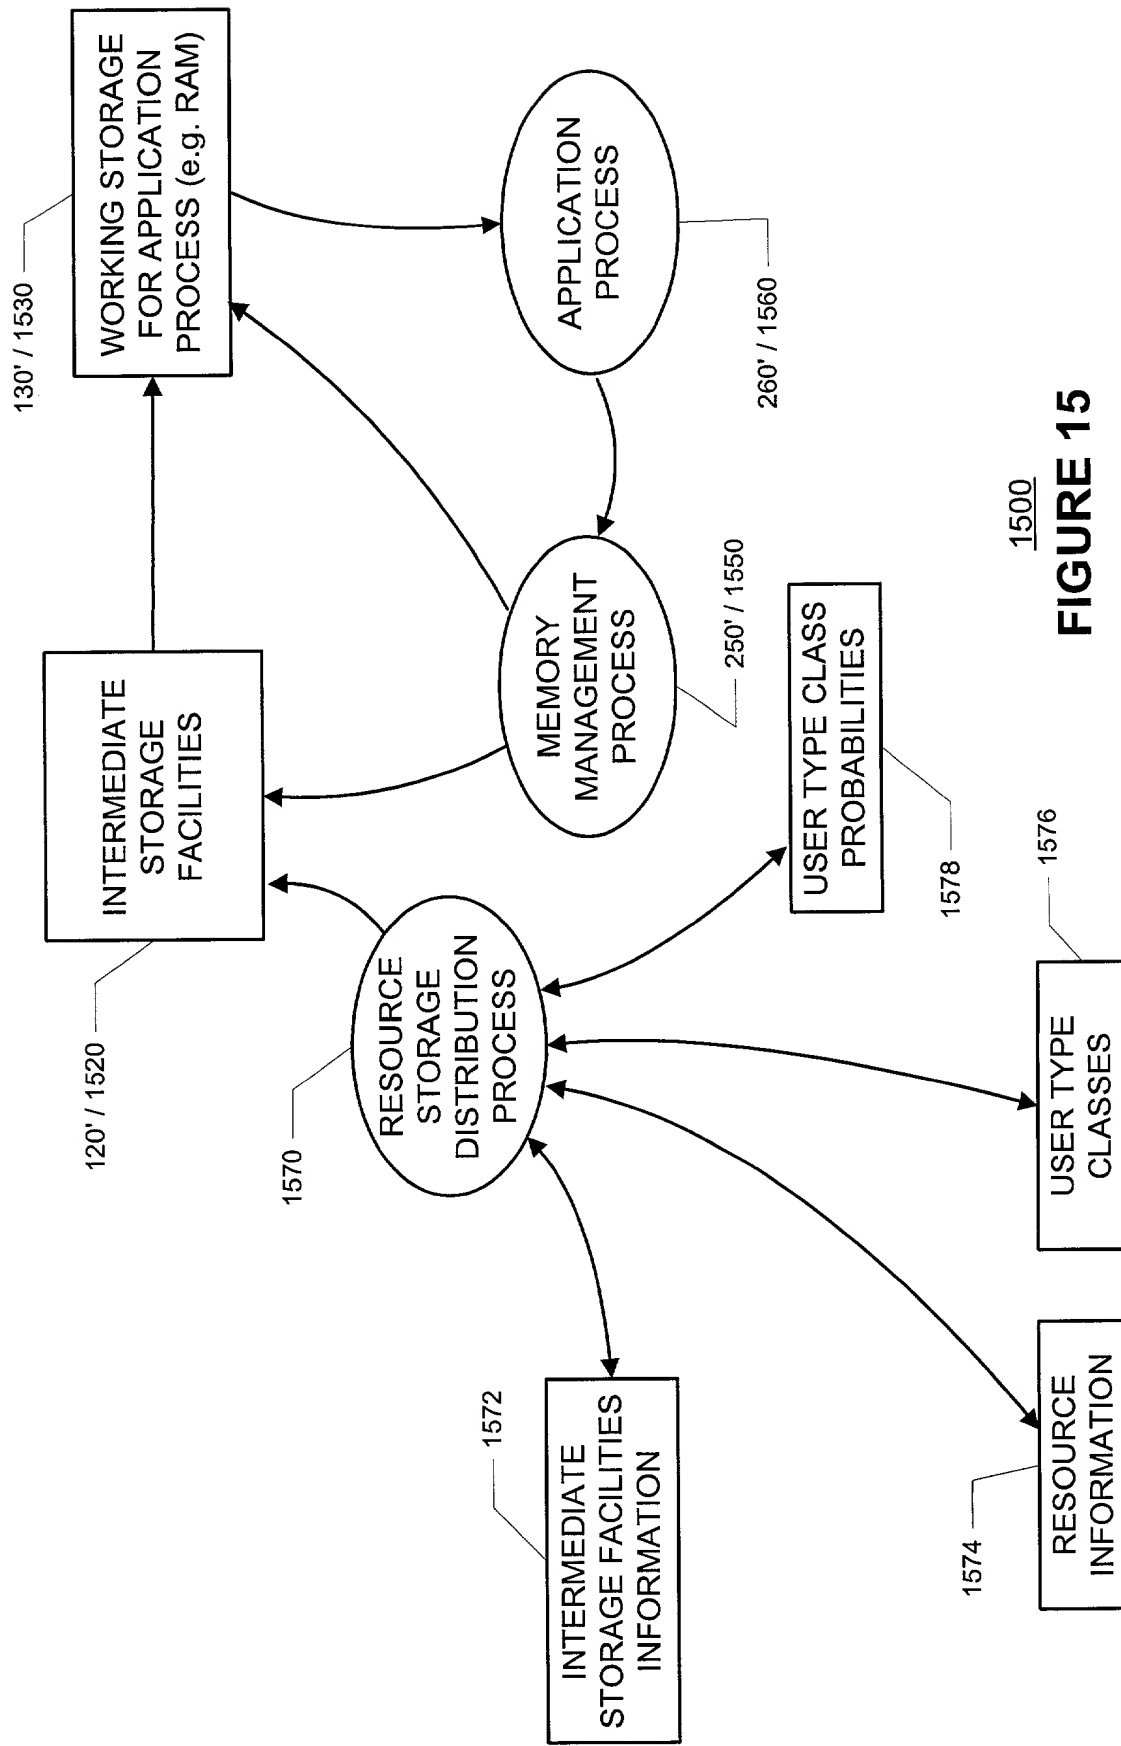 120' / 1520
INTERMEDIATE
STORAGE
FACILITIES
130' / 1530
WORKING STORAGE
FOR APPLICATION
PROCESS (e.g. RAM)
1570
RESOURCE
STORAGE
DISTRIBUTION
PROCESS
MEMORY
MANAGEMENT
PROCESS
250' / 1550
APPLICATION
PROCESS
260' / 1560
1572
INTERMEDIATE
STORAGE FACILITIES
INFORMATION
USER TYPE CLASS
PROBABILITIES
1578
1574
RESOURCE
INFORMATION
1576
USER TYPE
CLASSES
1500
FIGURE 15